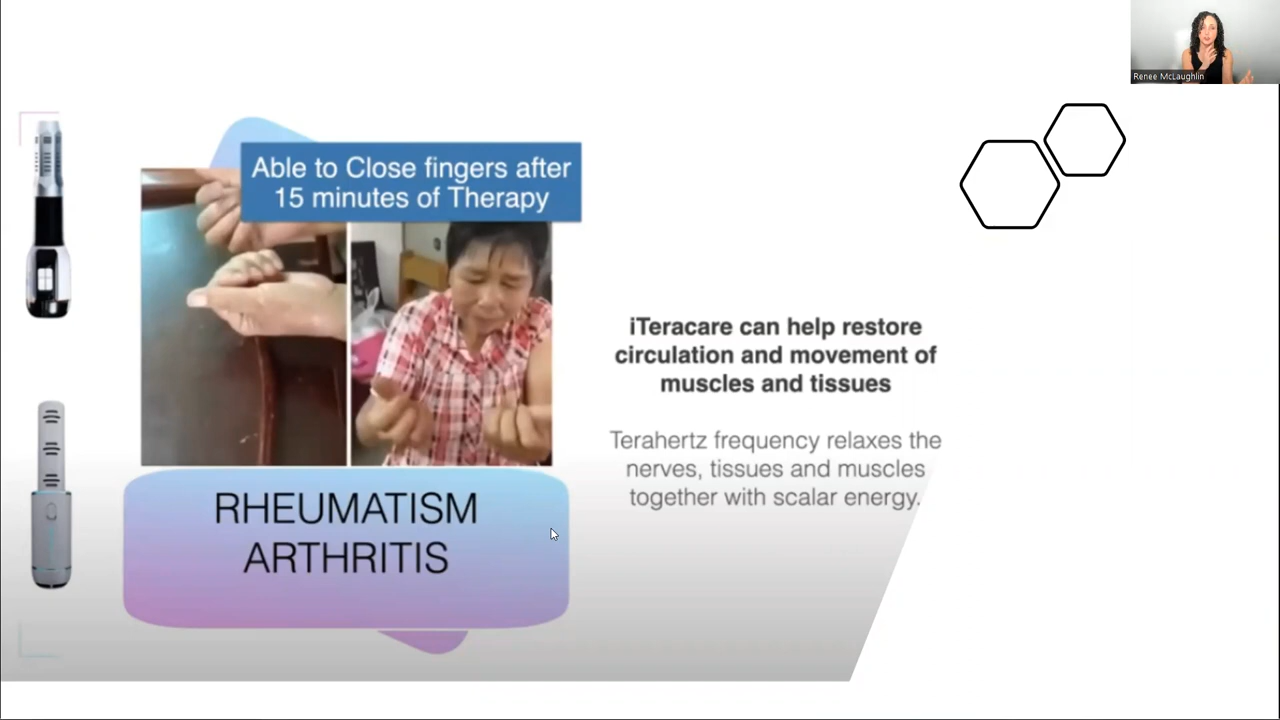 Renee McLaughlin
Able to Close fingers after
15 minutes of Therapy
RHEUMATISM
ARTHRITIS
iTeracare can help restore
circulation and movement of
muscles and tissues
Terahertz frequency relaxes the
nerves, tissues and muscles
together with scalar energy.